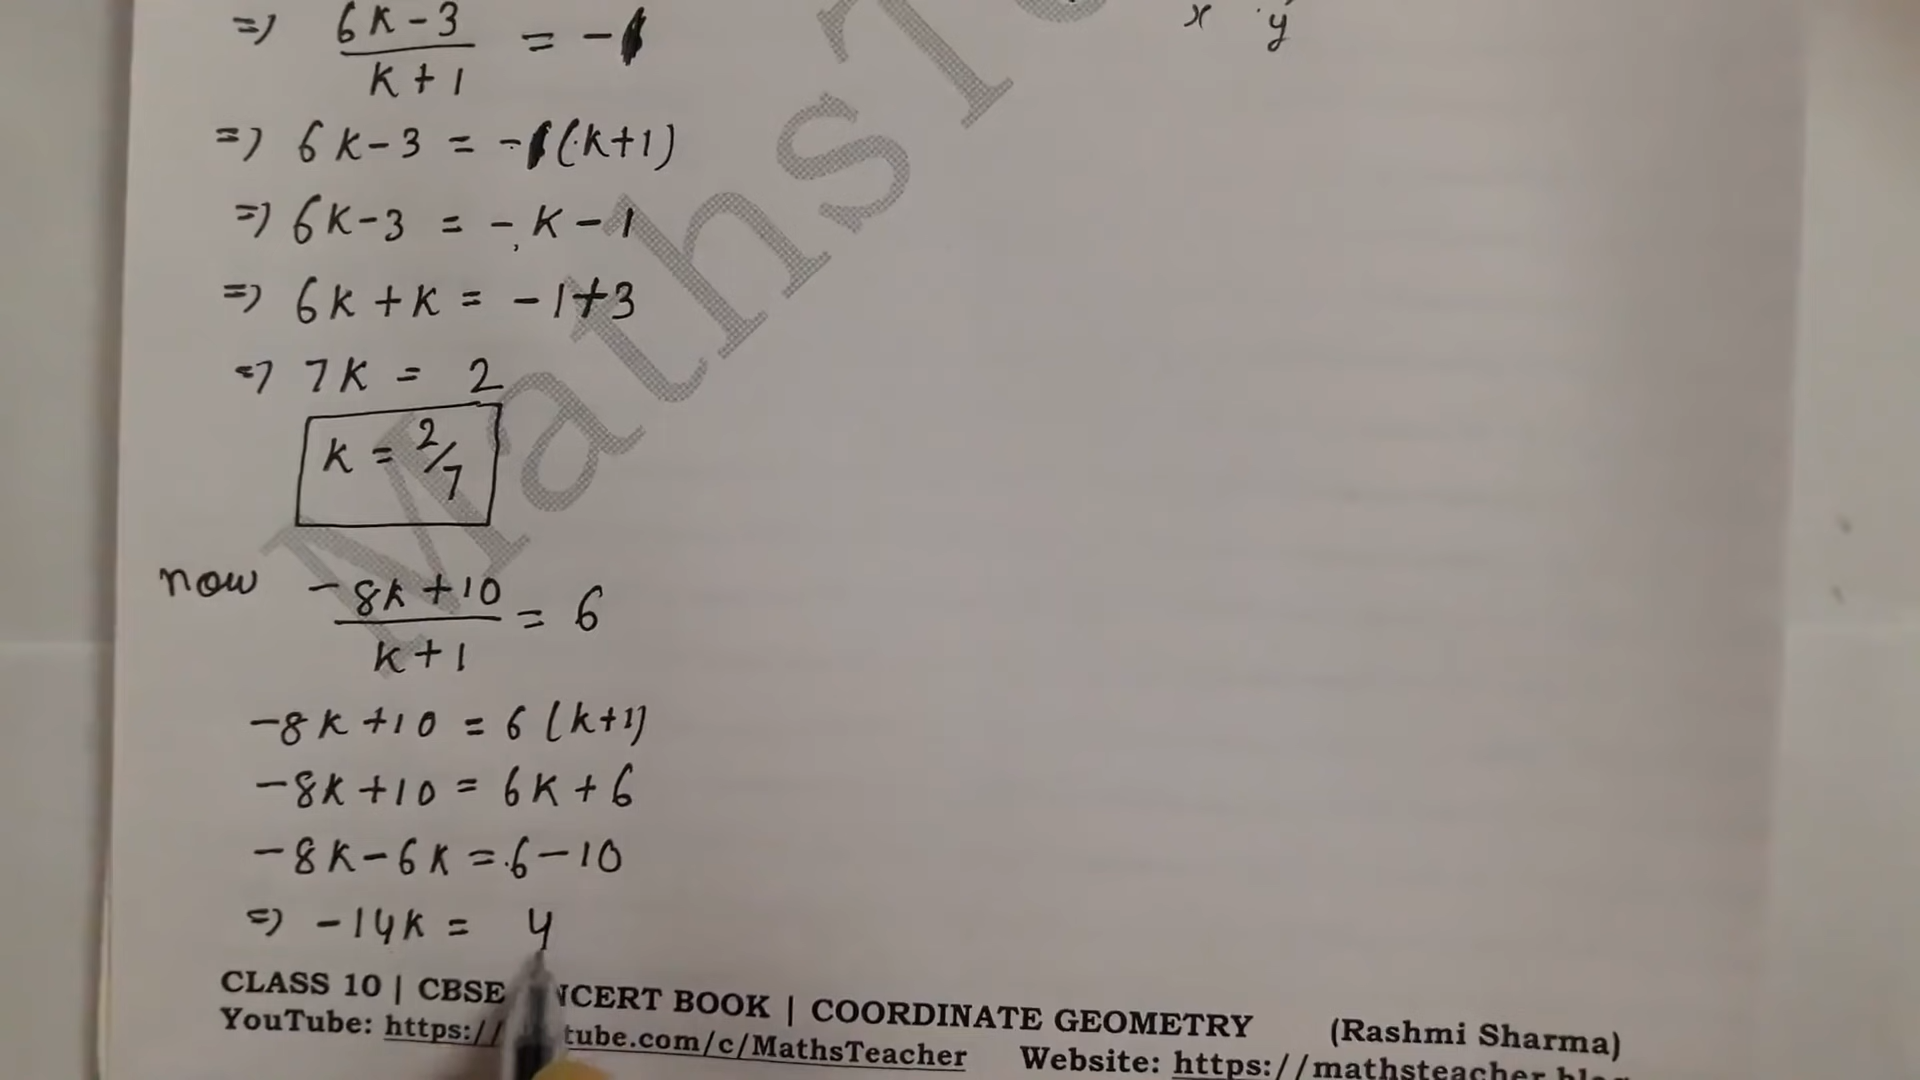 x y
=) 6k-3 / k+1 = -1
=) 6k-3 = -1(k+1)
=) 6k-3 = -k-1
=) 6k+k = -1+3
=) 7k = 2
k = 2/7
now -8k+10 / k+1 = 6
-8k+10 = 6(k+1)
-8k+10 = 6k+6
-8k-6k = 6-10
=) -14k = 4
CLASS 10 | CBSE NCERT BOOK | COORDINATE GEOMETRY (Rashmi Sharma)
YouTube: https:// tube.com/c/MathsTeacher Website: https://mathsteacher.blog
MathsT